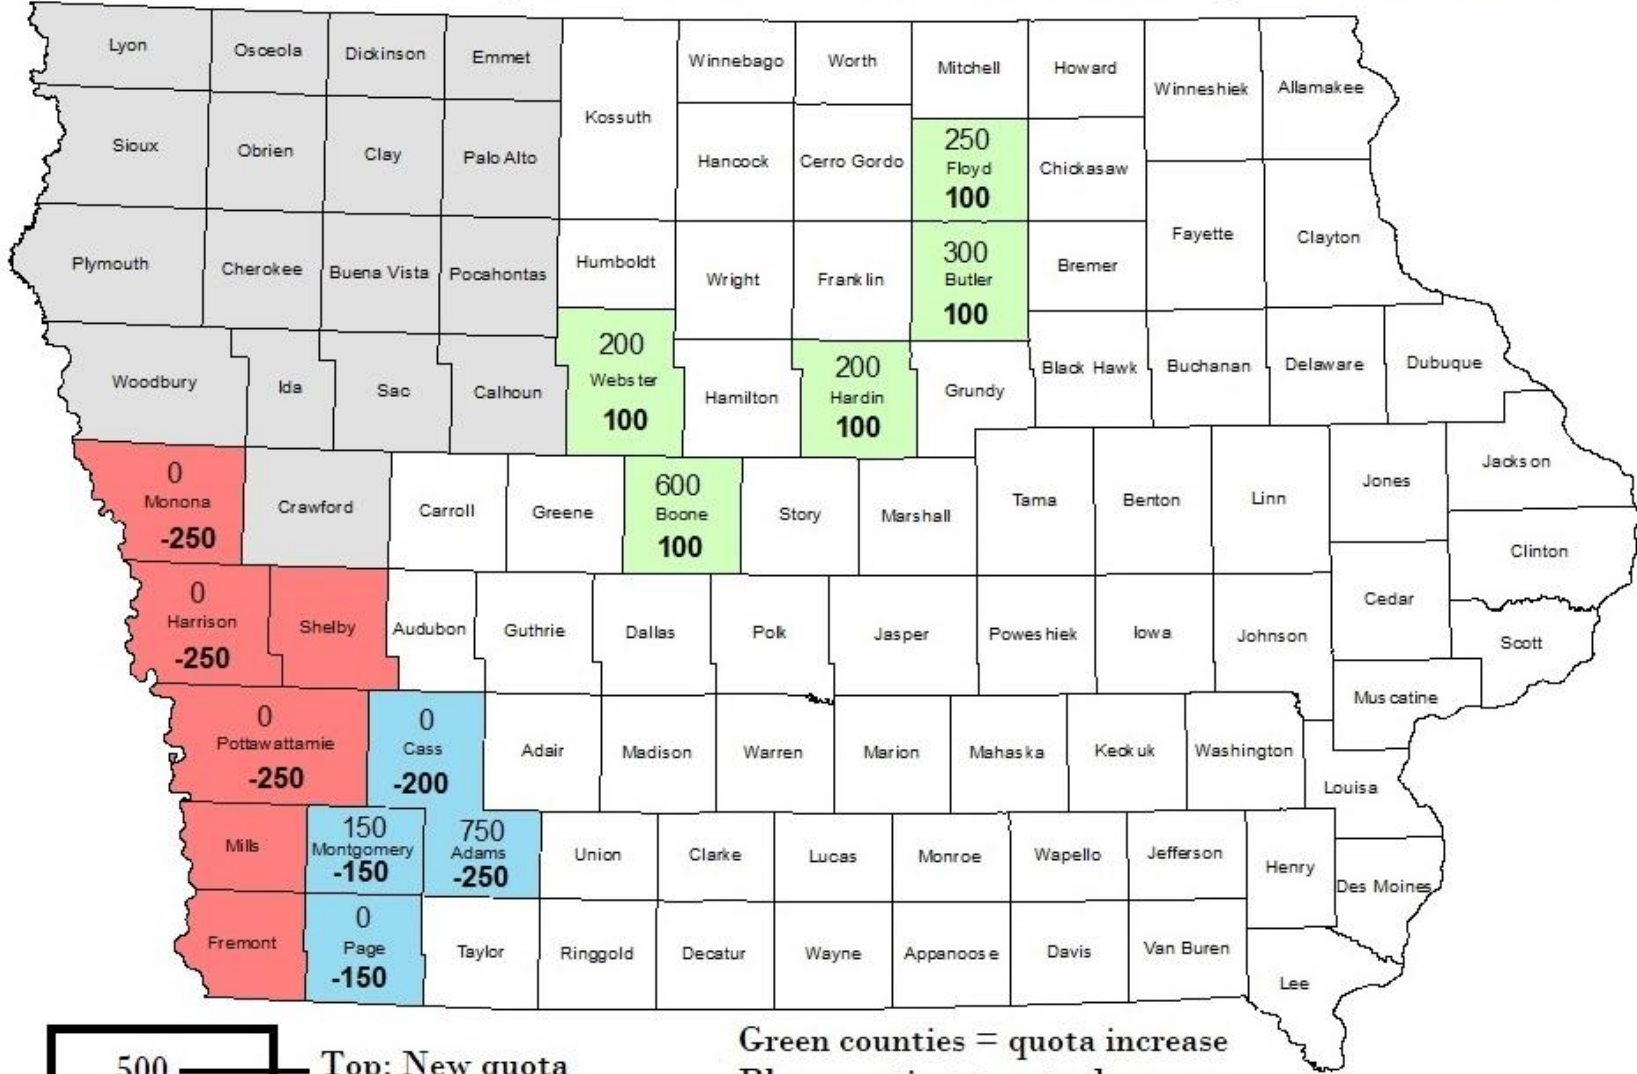 Lyon
Osceola
Dickinson
Emmet
Kossuth
Winnebago
Worth
Mitchell
Howard
Winneshiek
Allamakee
Sioux
Obrien
Clay
Palo Alto
Hancock
Cerro Gordo
250
Floyd
100
Chickasaw
Plymouth
Cherokee
Buena Vista
Pocahontas
Humboldt
Wright
Franklin
300
Butler
100
Bremer
Fayette
Clayton
Woodbury
Ida
Sac
Calhoun
200
Webster
100
Hamilton
200
Hardin
100
Grundy
Black Hawk
Buchanan
Delaware
Dubuque
0
Monona
-250
Crawford
Carroll
Greene
600
Boone
100
Story
Marshall
Tama
Benton
Linn
Jones
Jackson
Clinton
0
Harrison
-250
Shelby
Audubon
Guthrie
Dallas
Polk
Jasper
Poweshiek
Iowa
Johnson
Cedar
Scott
Muscatine
0
Pottawattamie
-250
0
Cass
-200
Adair
Madison
Warren
Marion
Mahaska
Keokuk
Washington
Louisa
Mills
150
Montgomery
-150
750
Adams
-250
Union
Clarke
Lucas
Monroe
Wapello
Jefferson
Henry
Des Moines
Fremont
0
Page
-150
Taylor
Ringgold
Decatur
Wayne
Appanoose
Davis
Van Buren
Lee
500
Top: New quota
Green counties = quota increase